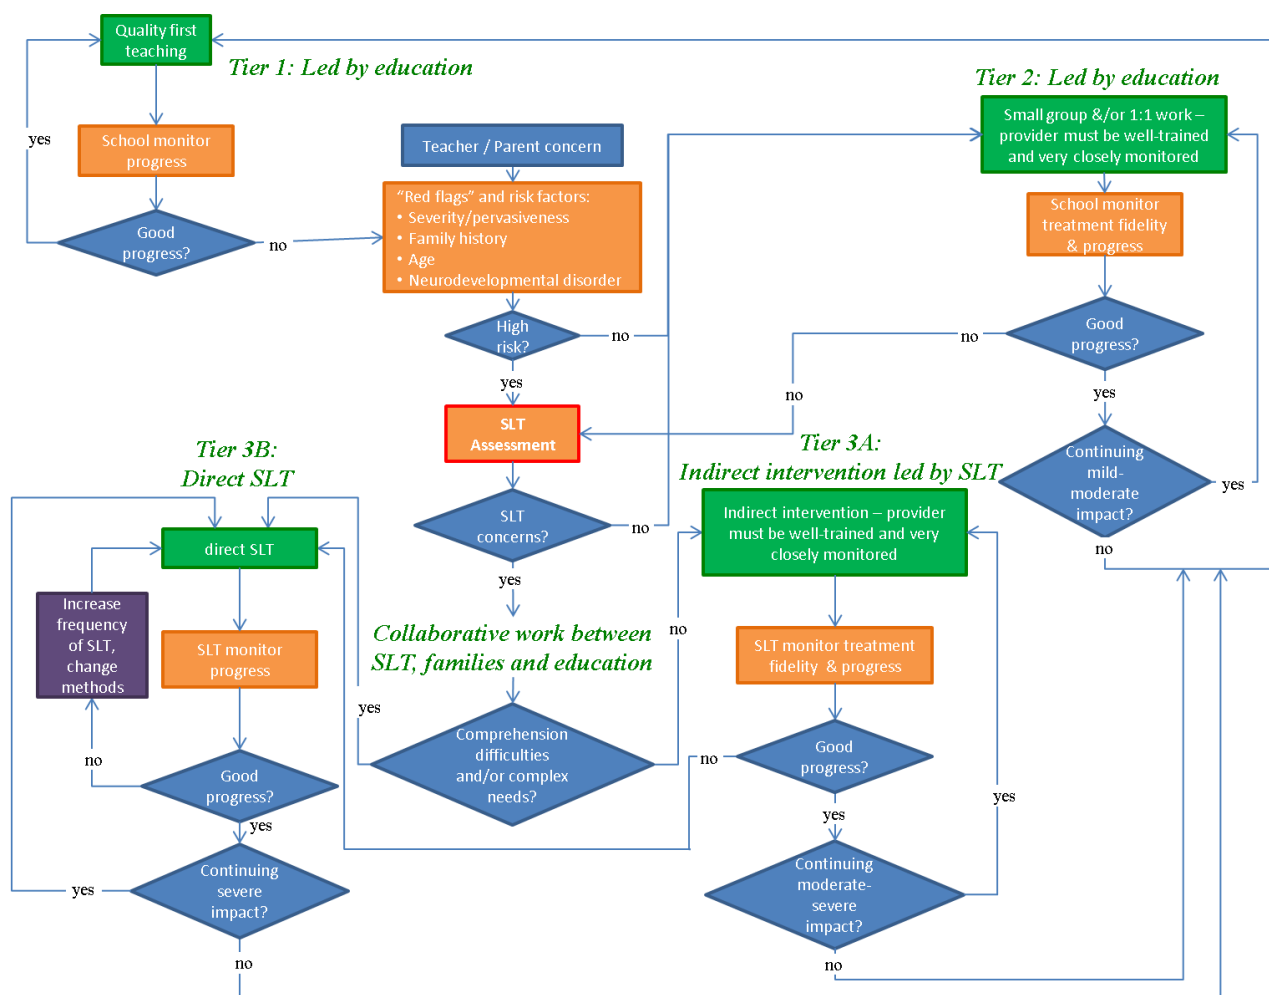 Quality first
teaching
Tier 1: Led by education
yes
School monitor
progress
Good
progress?
no
Teacher / Parent concern
“Red flags” and risk factors:
• Severity/pervasiveness
• Family history
• Age
• Neurodevelopmental disorder
High
risk?
no
yes
SLT
Assessment
SLT
concerns?
no
yes
Collaborative work between
SLT, families and education
Comprehension
difficulties
and/or complex
needs?
yes
no
Tier 2: Led by education
Small group &/or 1:1 work –
provider must be well-trained
and very closely monitored
School monitor
treatment fidelity
& progress
Good
progress?
no
no
yes
Continuing
mild-
moderate
impact?
yes
no
Tier 3A:
Indirect intervention led by SLT
Indirect intervention – provider
must be well-trained and very
closely monitored
SLT monitor treatment
fidelity & progress
Good
progress?
no
yes
yes
Continuing
moderate-
severe
impact?
no
Tier 3B:
Direct SLT
direct SLT
Increase
frequency
of SLT,
change
methods
SLT monitor
progress
no
Good
progress?
yes
Continuing
severe
impact?
yes
no